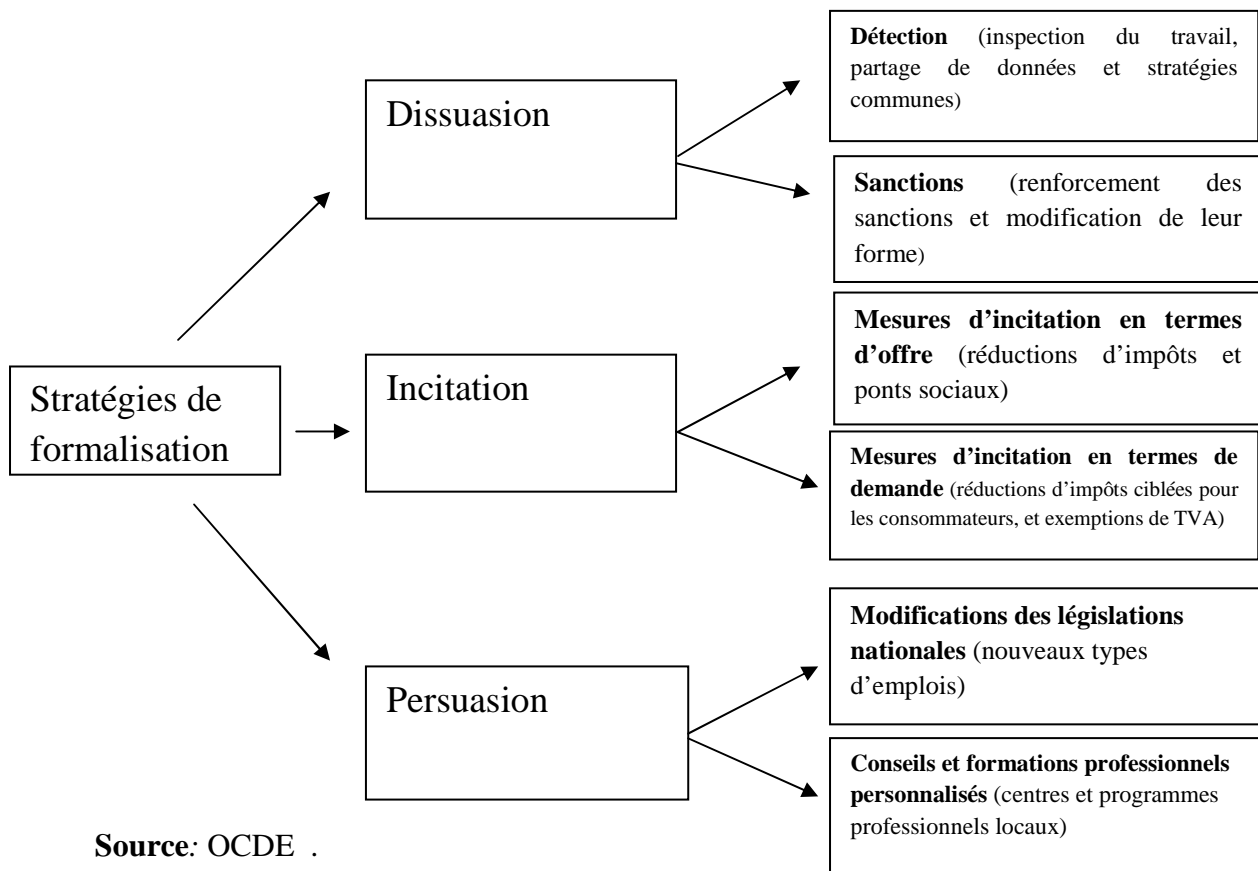 Stratégies de
formalisation
Dissuasion
Détection (inspection du travail,
partage de données et stratégies
communes)
Sanctions (renforcement des
sanctions et modification de leur
forme)
Incitation
Mesures d’incitation en termes
d’offre (réductions d’impôts et
ponts sociaux)
Mesures d’incitation en termes de
demande (réductions d’impôts ciblées pour
les consommateurs, et exemptions de TVA)
Persuasion
Modifications des législations
nationales (nouveaux types
d’emplois)
Conseils et formations professionnels
personnalisés (centres et programmes
professionnels locaux)
Source: OCDE .